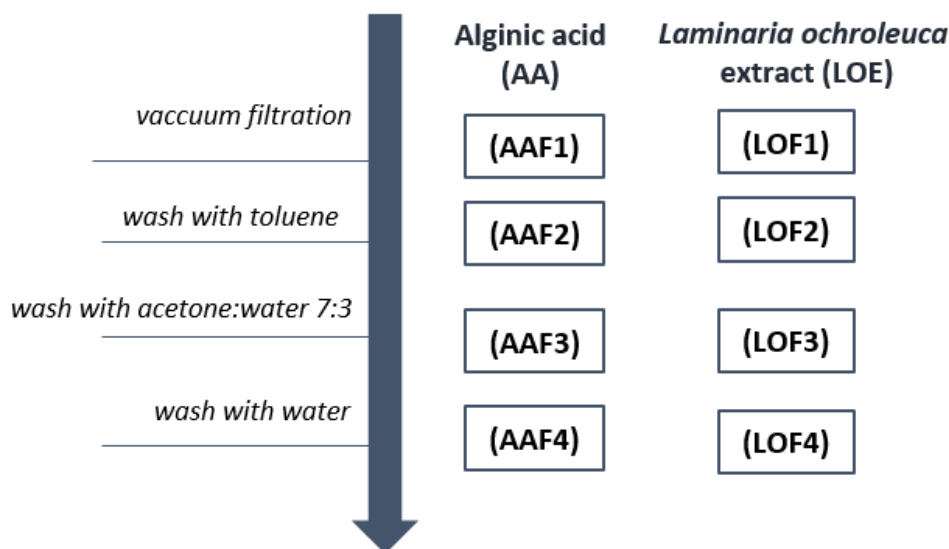 Alginic acid
(AA)
Laminaria ochroleuca
extract (LOE)
vaccuum filtration
(AAF1)
(LOF1)
wash with toluene
(AAF2)
(LOF2)
wash with acetone:water 7:3
(AAF3)
(LOF3)
wash with water
(AAF4)
(LOF4)